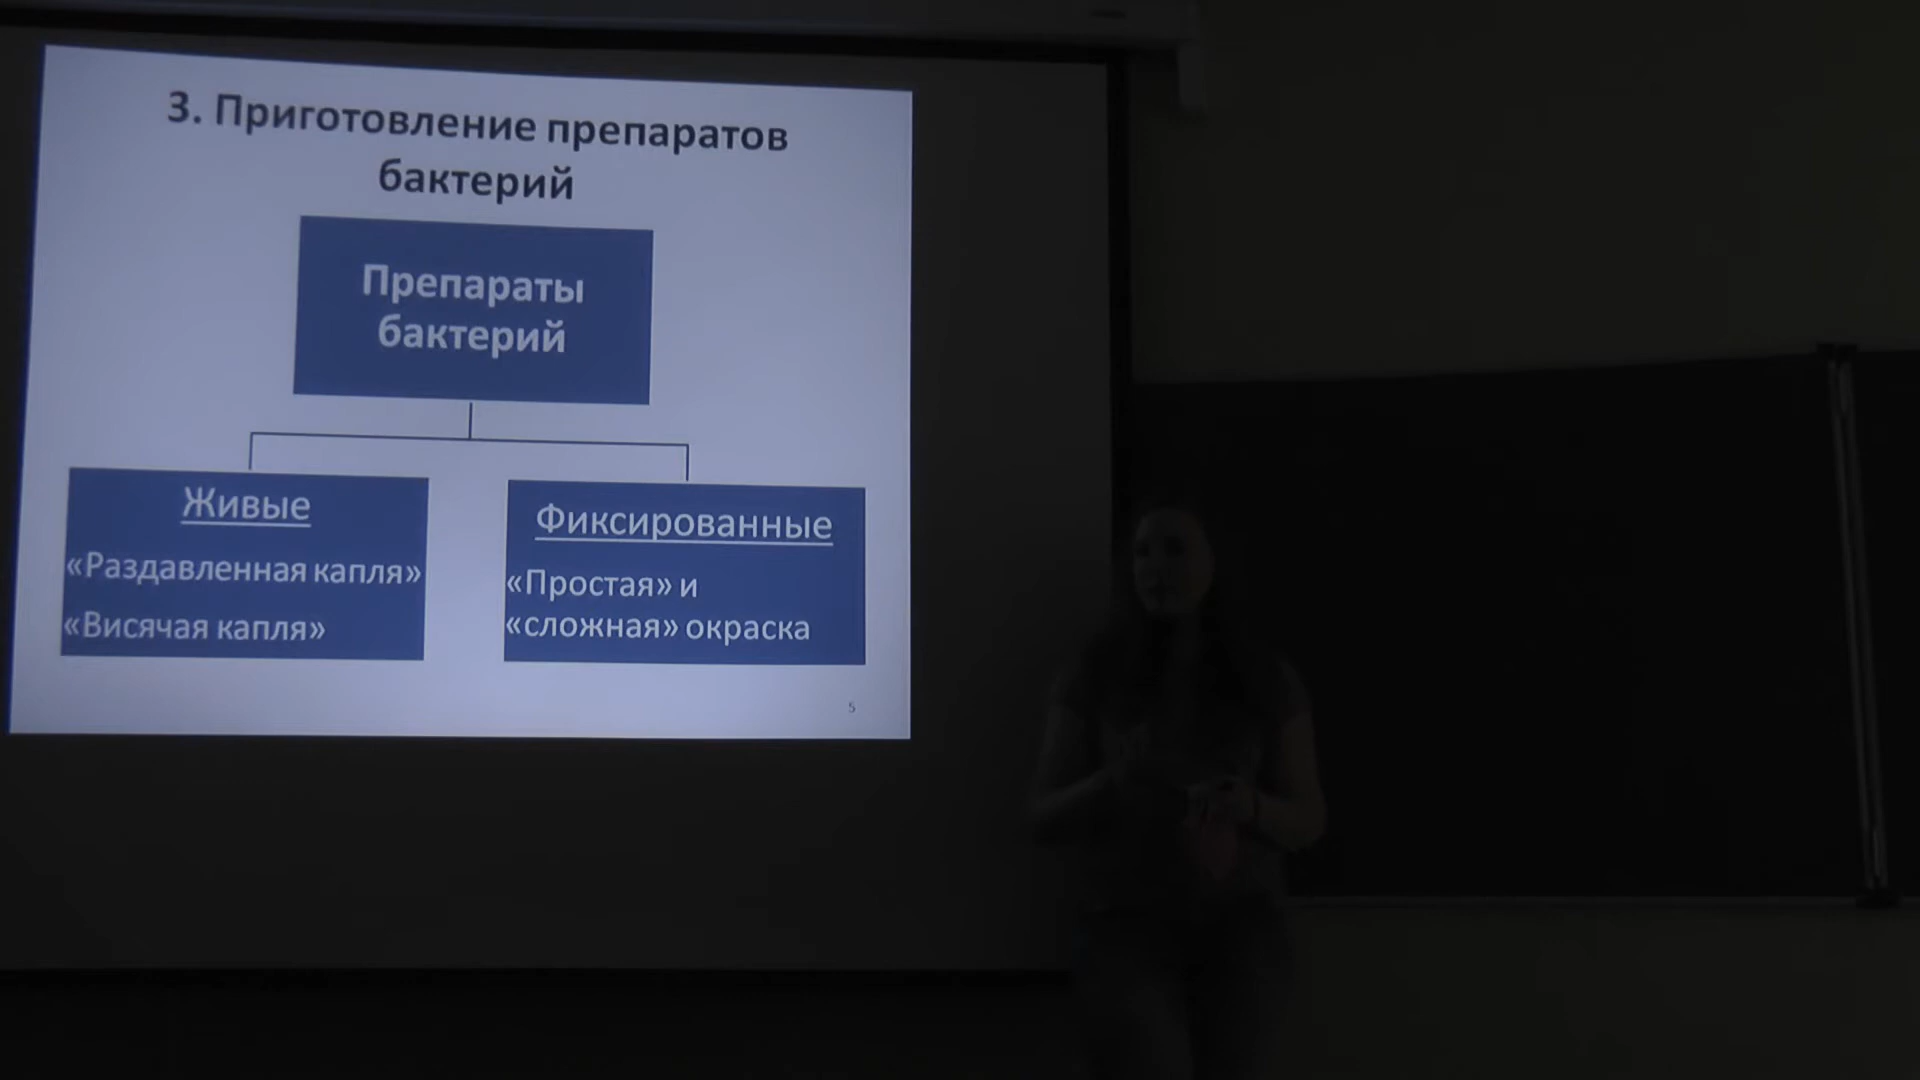 3. Приготовление препаратов
бактерий
Препараты
бактерий
Живые
«Раздавленная капля»
«Висячая капля»
Фиксированные
«Простая» и
«сложная» окраска
5